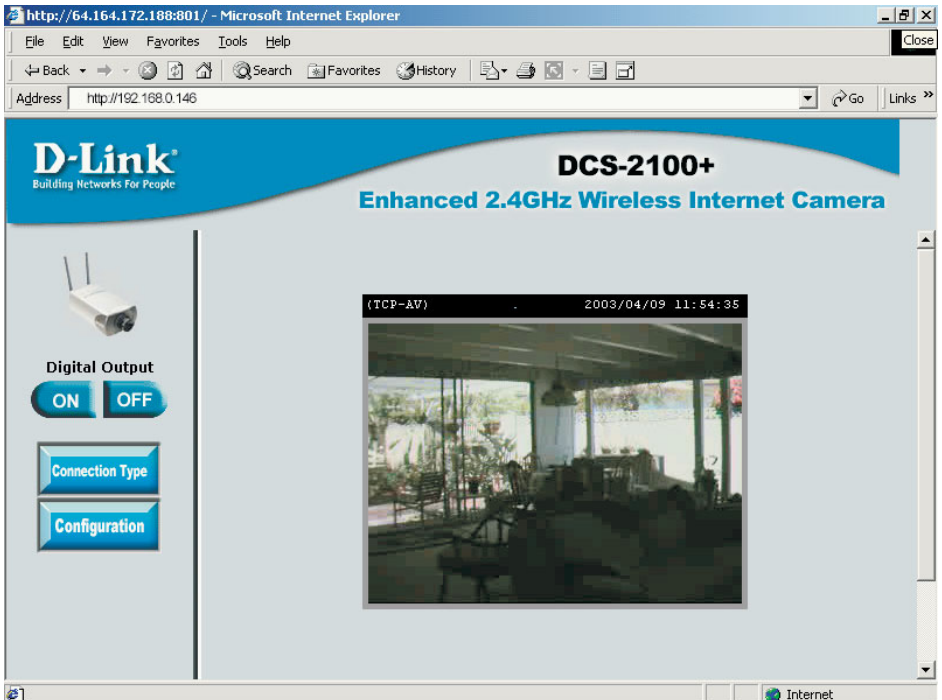 http://64.164.172.188:801/ - Microsoft Internet Explorer
File Edit View Favorites Tools Help
Close
Back Search Favorites History
Address http://192.168.0.146 Go Links »
D-Link
Building Networks For People
DCS-2100+
Enhanced 2.4GHz Wireless Internet Camera
(TCP-AV) . 2003/04/09 11:54:35
Digital Output
ON OFF
Connection Type
Configuration
Internet